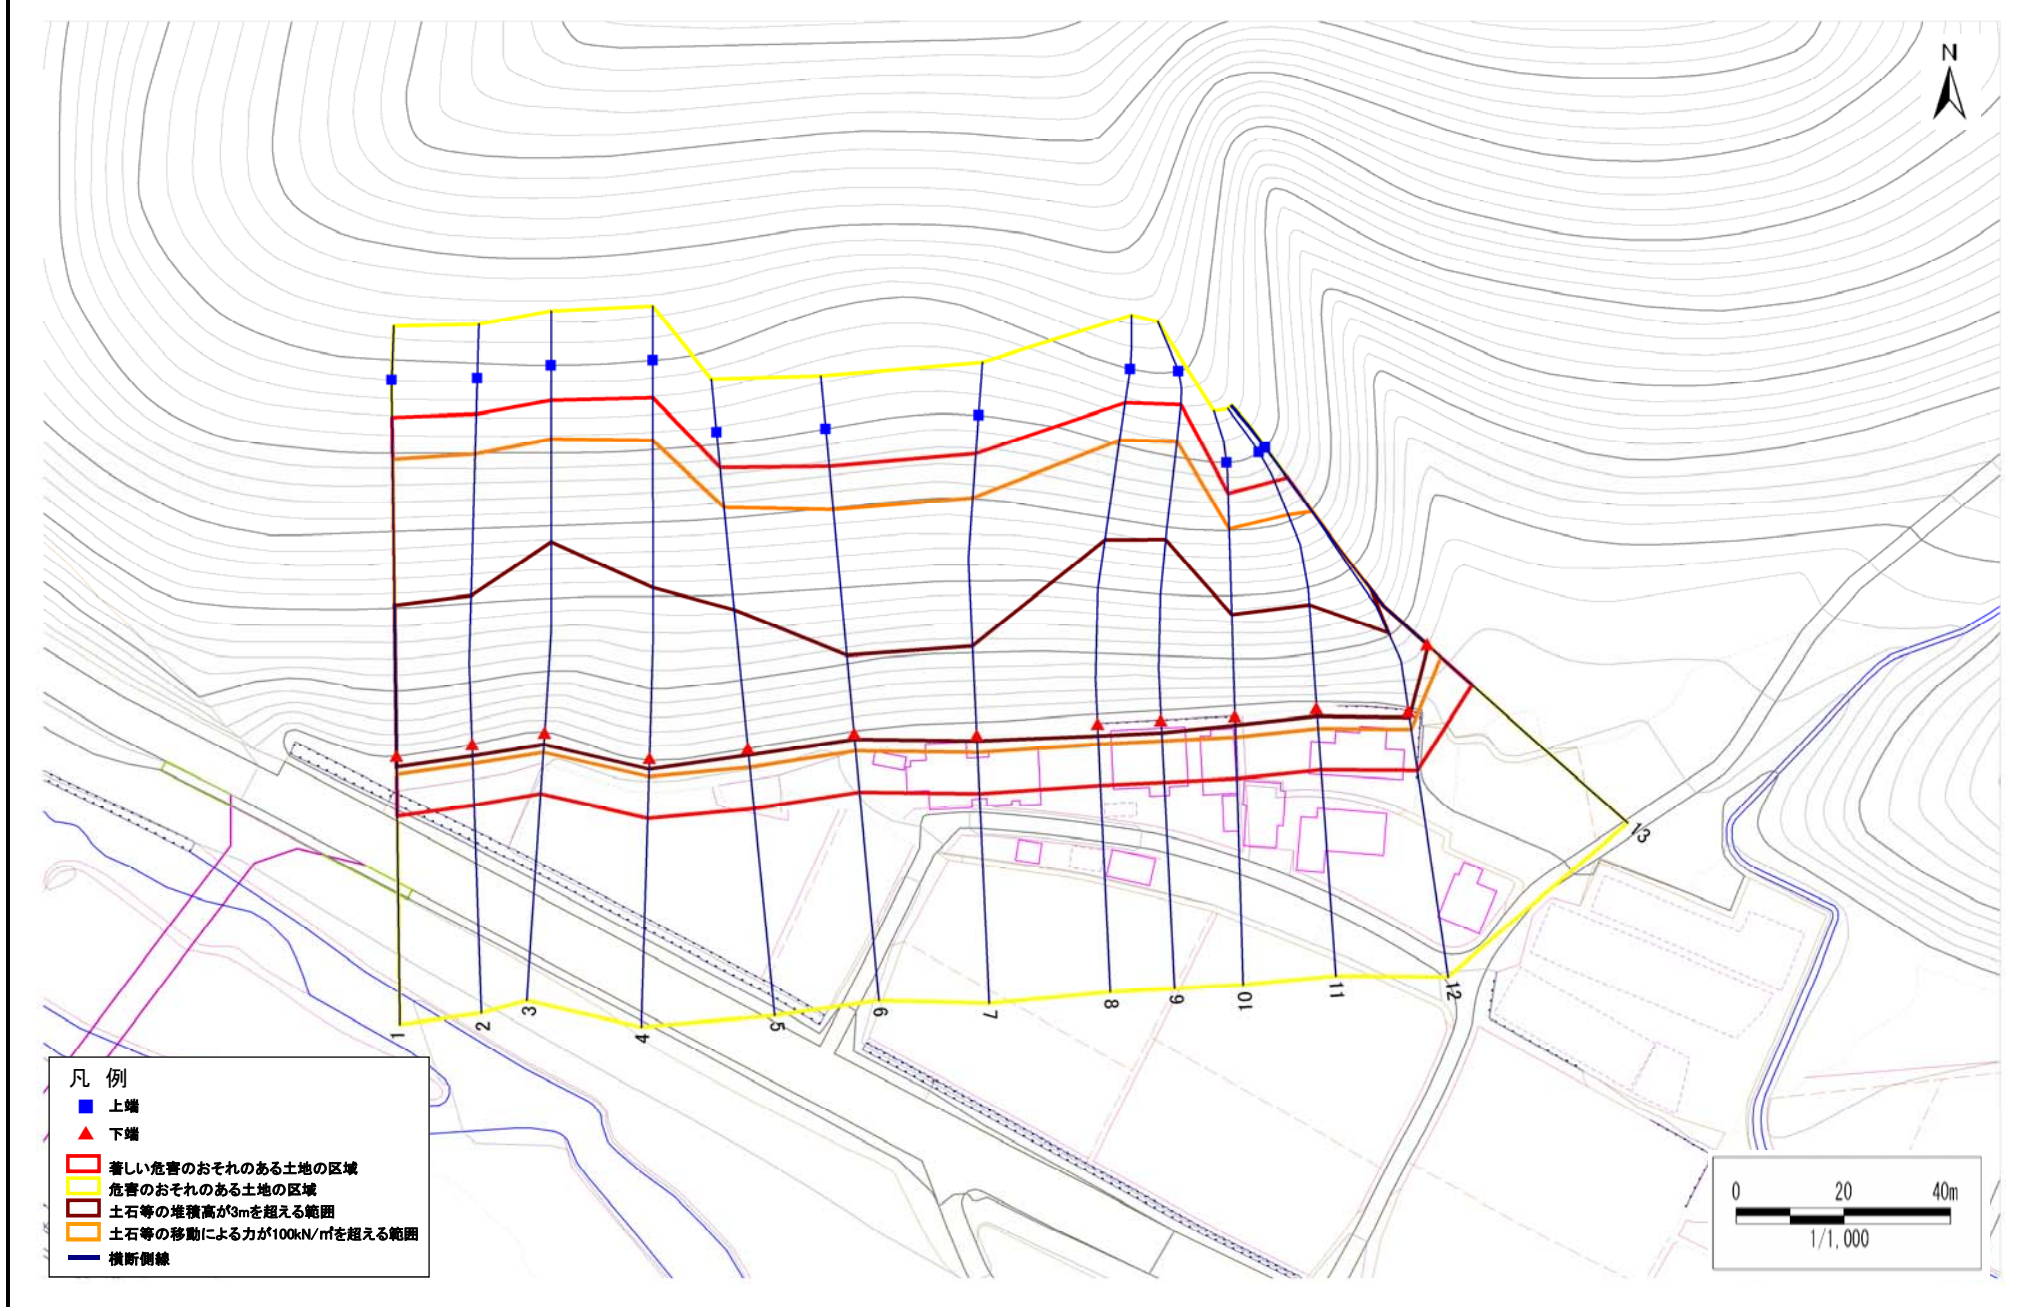 N
13
1
2
3
4
5
6
7
8
9
10
11
12
凡 例
上端
下端
著しい危害のおそれのある土地の区域
危害のおそれのある土地の区域
土石等の堆積高が3mを超える範囲
土石等の移動による力が100kN/㎡を超える範囲
横断側線
0 20 40m
1/1,000